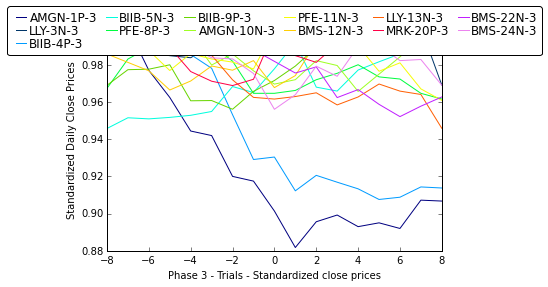 AMGN-1P-3 BIIB-5N-3 BIIB-9P-3 PFE-11N-3 LLY-13N-3 BMS-22N-3
LLY-3N-3 PFE-8P-3 AMGN-10N-3 BMS-12N-3 MRK-20P-3 BMS-24N-3
BIIB-4P-3
0.98
0.96
0.94
0.92
0.90
0.88
Standardized Daily Close Prices
−8 −6 −4 −2 0 2 4 6 8
Phase 3 - Trials - Standardized close prices